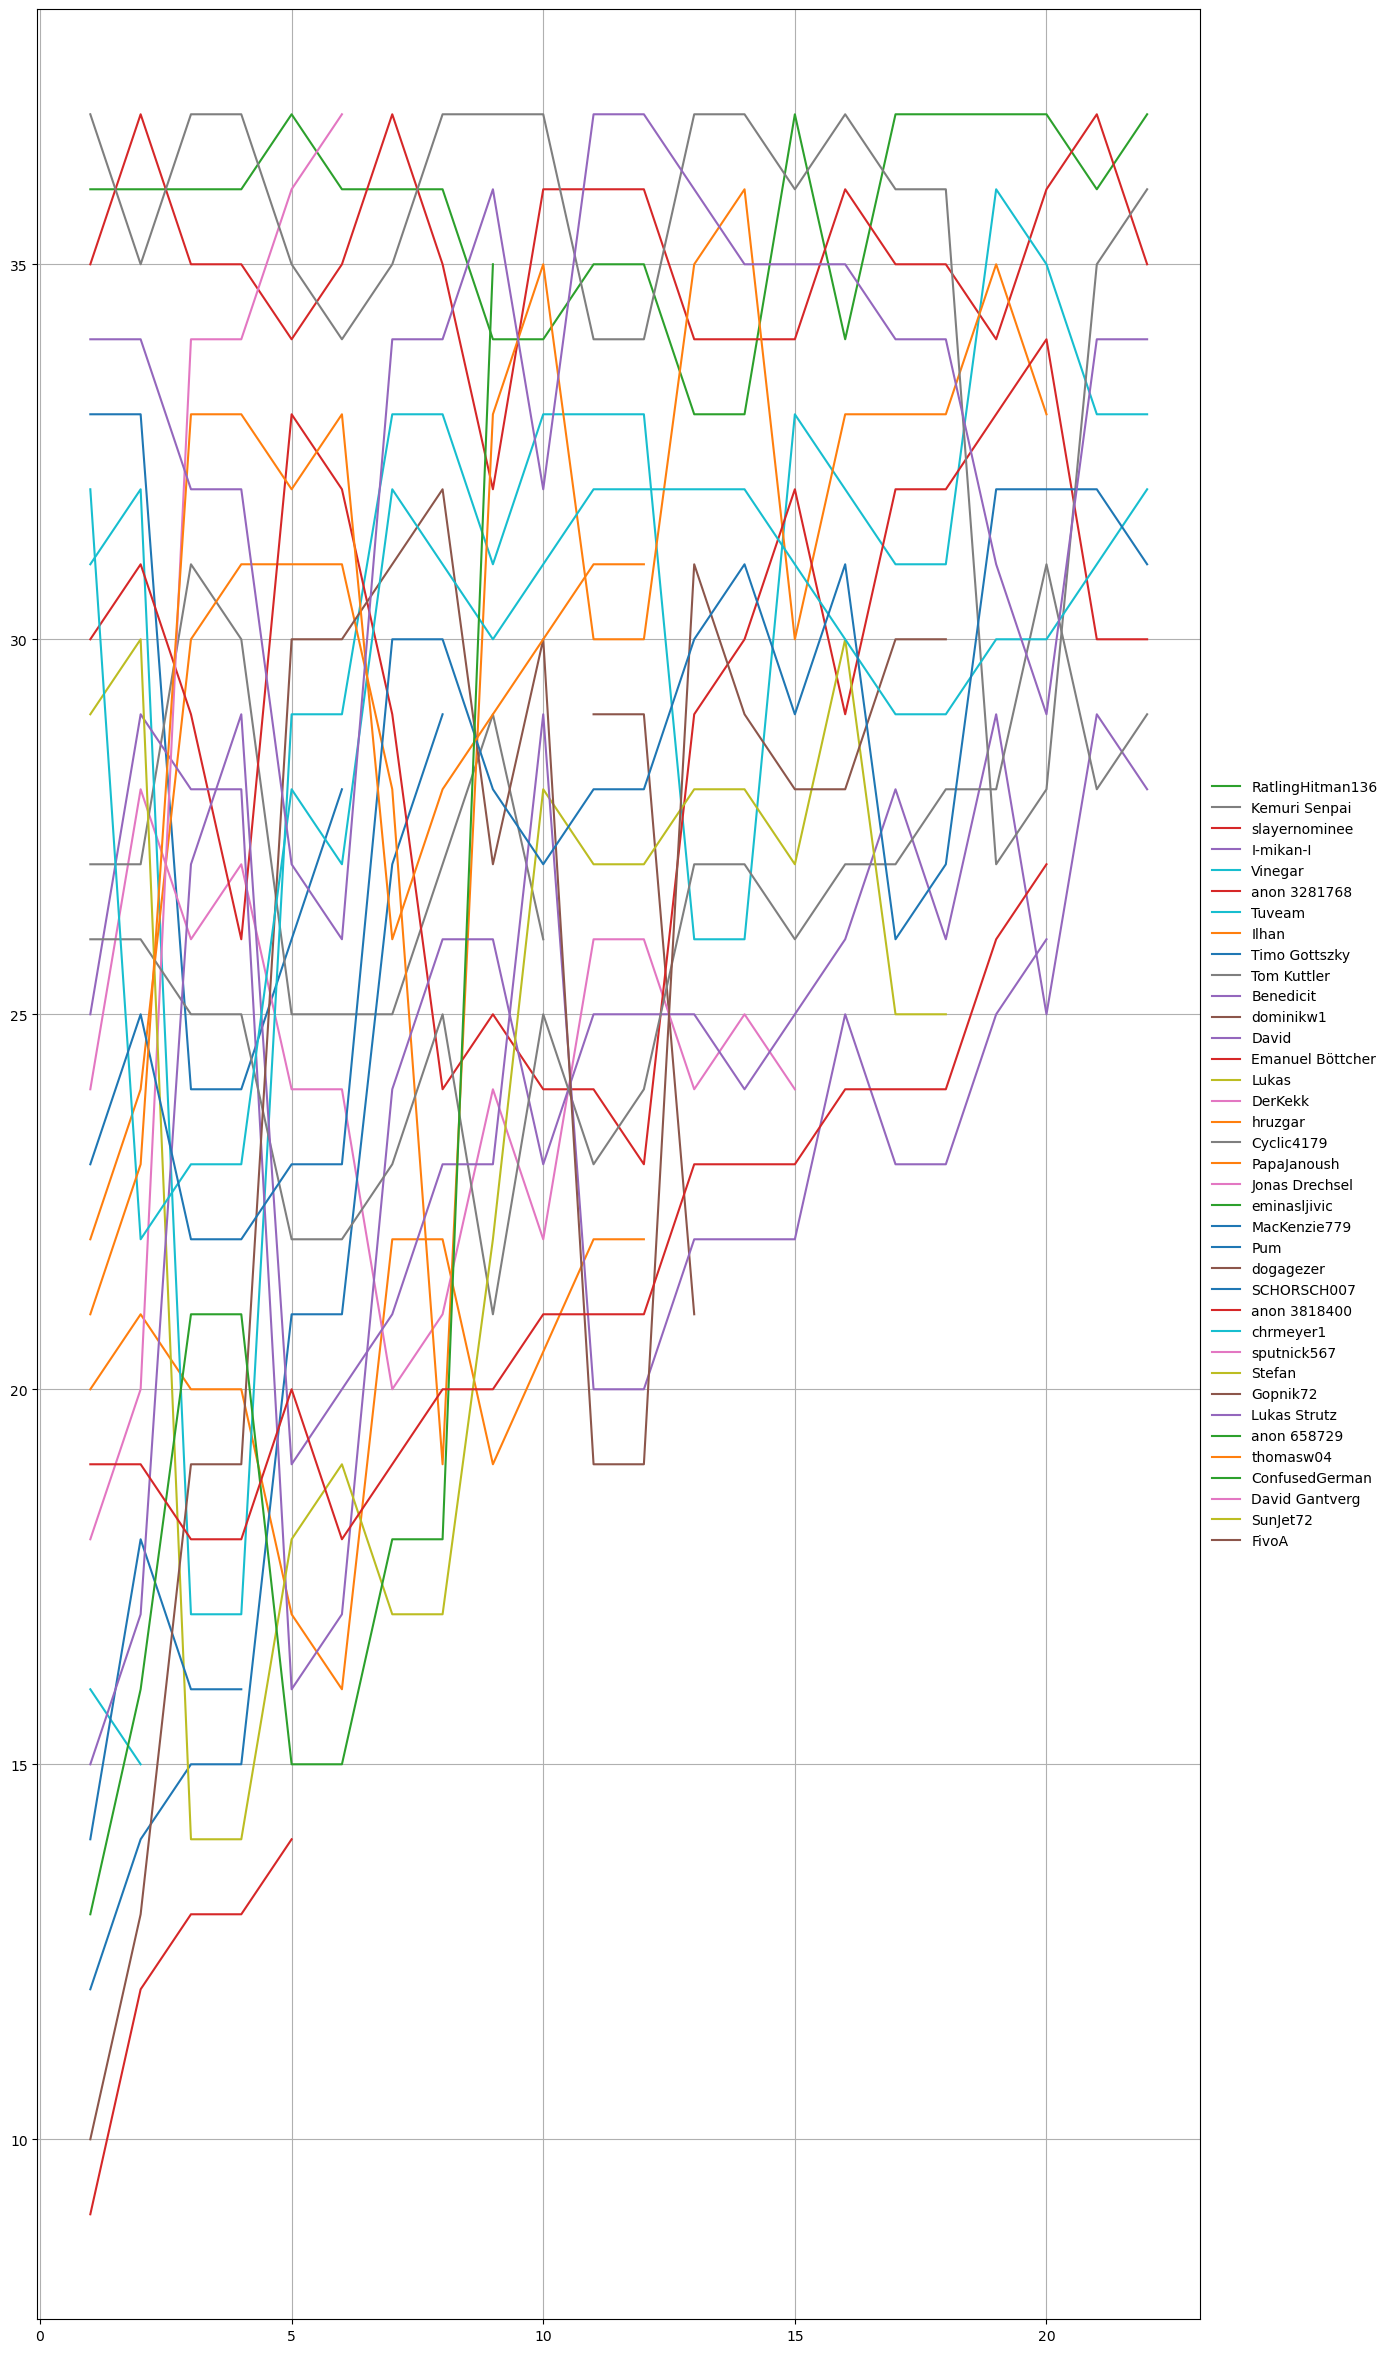 35
30
25
20
15
10
0
5
10
15
20
RatlingHitman136
Kemuri Senpai
slayernominee
I-mikan-I
Vinegar
anon 3281768
Tuveam
Ilhan
Timo Gottszky
Tom Kuttler
Benedicit
dominikw1
David
Emanuel Böttcher
Lukas
DerKekk
hruzgar
Cyclic4179
PapaJanoush
Jonas Drechsel
eminasljivic
MacKenzie779
Pum
dogagezer
SCHORSCH007
anon 3818400
chrmeyer1
sputnick567
Stefan
Gopnik72
Lukas Strutz
anon 658729
thomasw04
ConfusedGerman
David Gantverg
SunJet72
FivoA